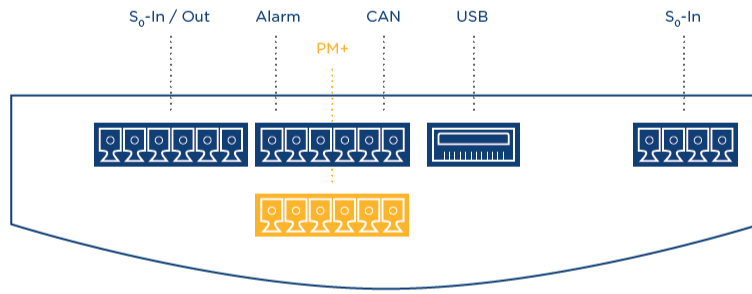 S₀-In / Out
Alarm
CAN
USB
S₀-In
PM+